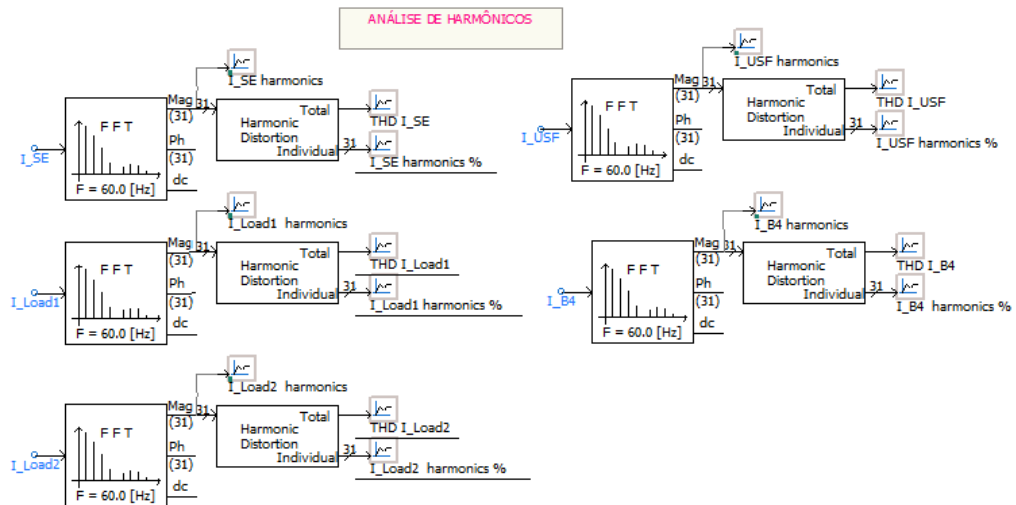 ANÁLISE DE HARMÔNICOS
I_SE harmonics
I_SE
FFT
F = 60.0 [Hz]
Mag
(31)
Ph
(31)
dc
31
Harmonic
Distortion
Total
Individual
THD I_SE
31
I_SE harmonics %
I_USF harmonics
I_USF
FFT
F = 60.0 [Hz]
Mag
(31)
Ph
(31)
dc
31
Harmonic
Distortion
Total
Individual
THD I_USF
31
I_USF harmonics %
I_Load1 harmonics
I_Load1
FFT
F = 60.0 [Hz]
Mag
(31)
Ph
(31)
dc
31
Harmonic
Distortion
Total
Individual
THD I_Load1
31
I_Load1 harmonics %
I_B4 harmonics
I_B4
FFT
F = 60.0 [Hz]
Mag
(31)
Ph
(31)
dc
31
Harmonic
Distortion
Total
Individual
THD I_B4
31
I_B4 harmonics %
I_Load2 harmonics
I_Load2
FFT
F = 60.0 [Hz]
Mag
(31)
Ph
(31)
dc
31
Harmonic
Distortion
Total
Individual
THD I_Load2
31
I_Load2 harmonics %